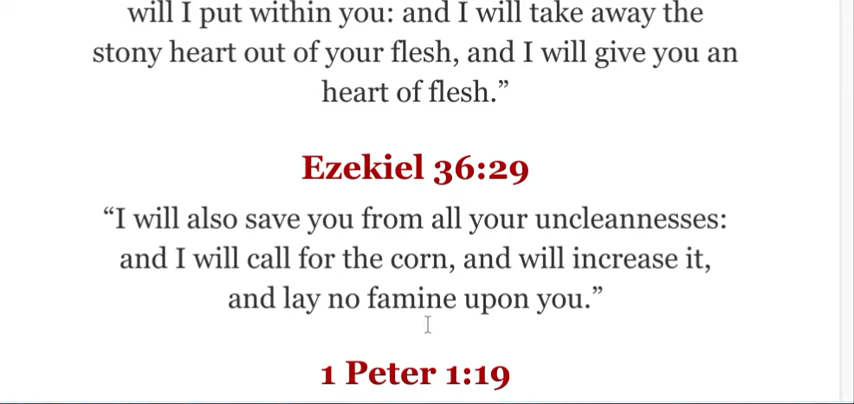 will I put within you: and I will take away the
stony heart out of your flesh, and I will give you an
heart of flesh.”
Ezekiel 36:29
“I will also save you from all your uncleannesses:
and I will call for the corn, and will increase it,
and lay no famine upon you.”
1 Peter 1:19